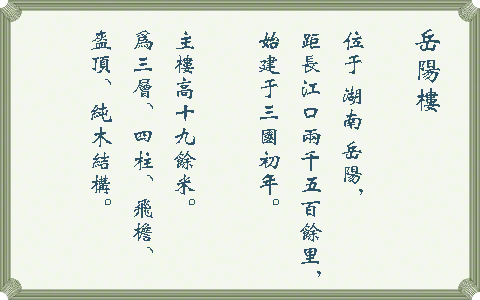 岳陽樓
位于湖南岳陽,
距長江口兩千五百餘里,
始建于三國初年。
主樓高十九餘米。
為三層、四柱、飛檐、
盔頂、純木結構。